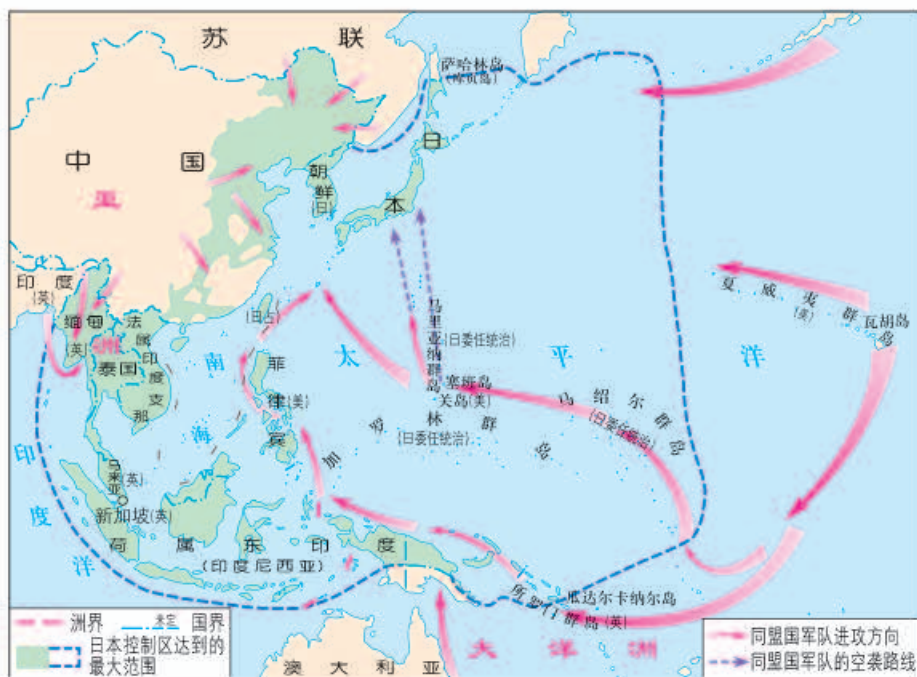 苏联
萨哈林岛
(库页岛)
中国
亚
朝鲜
(日)
日本
印度
(英)
缅甸
(英)
法属印度支那
洲
泰国
南海
(日占)
菲律宾
(美)
太平洋
马里亚纳群岛
(日委任统治)
塞班岛
关岛(美)
加罗林群岛
(日委任统治)
马绍尔群岛
(日委任统治)
夏威夷群岛
(美)
瓦胡岛
马来亚
(英)
新加坡(英)
印度洋
荷属东印度
(印度尼西亚)
瓜达尔卡纳尔岛
所罗门群岛(英)
大洋洲
澳大利亚
洲界
未定
国界
日本控制区达到的
最大范围
同盟国军队进攻方向
同盟国军队的空袭路线